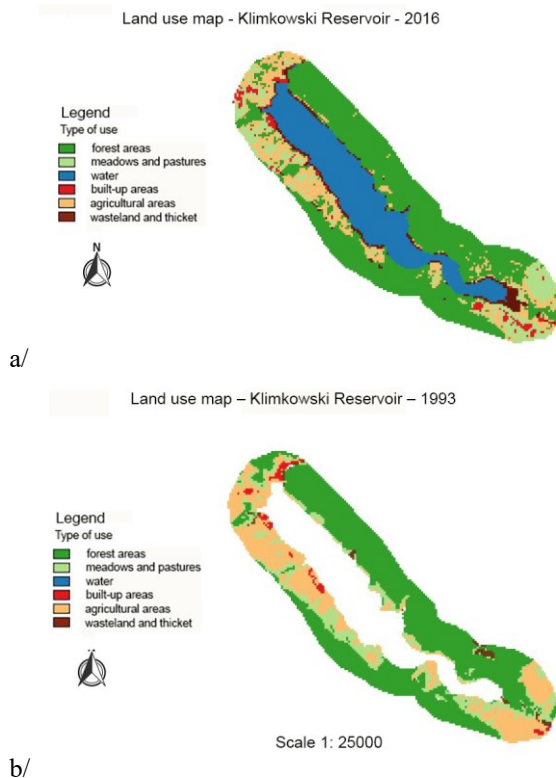 Land use map - Klimkowski Reservoir - 2016
Legend
Type of use
forest areas
meadows and pastures
water
built-up areas
agricultural areas
wasteland and thicket
N
a/
Land use map – Klimkowski Reservoir – 1993
Legend
Type of use
forest areas
meadows and pastures
water
built-up areas
agricultural areas
wasteland and thicket
Scale 1: 25000
b/